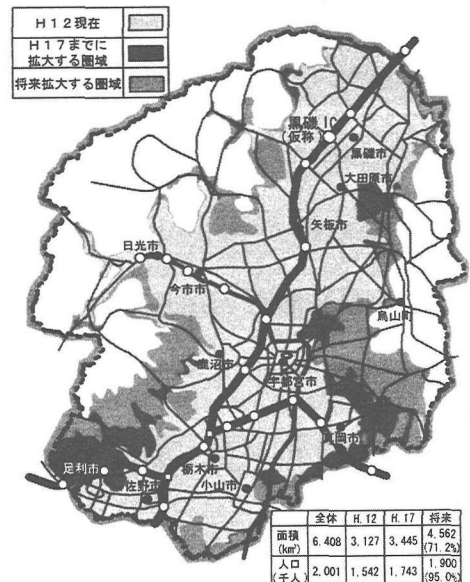 H12現在
H17までに
拡大する圏域
将来拡大する圏域
黒磯IC
(仮称)
黒磯市
大田原市
矢板市
日光市
今市市
烏山町
鹿沼市
宇都宮市
真岡市
栃木市
足利市
佐野市
小山市
全体 H.12 H.17 将来
面積 (km²) 6.408 3,127 3,445 4,562 (71.2%)
人口 (千人) 2,001 1,542 1,743 1,900 (95.0%)